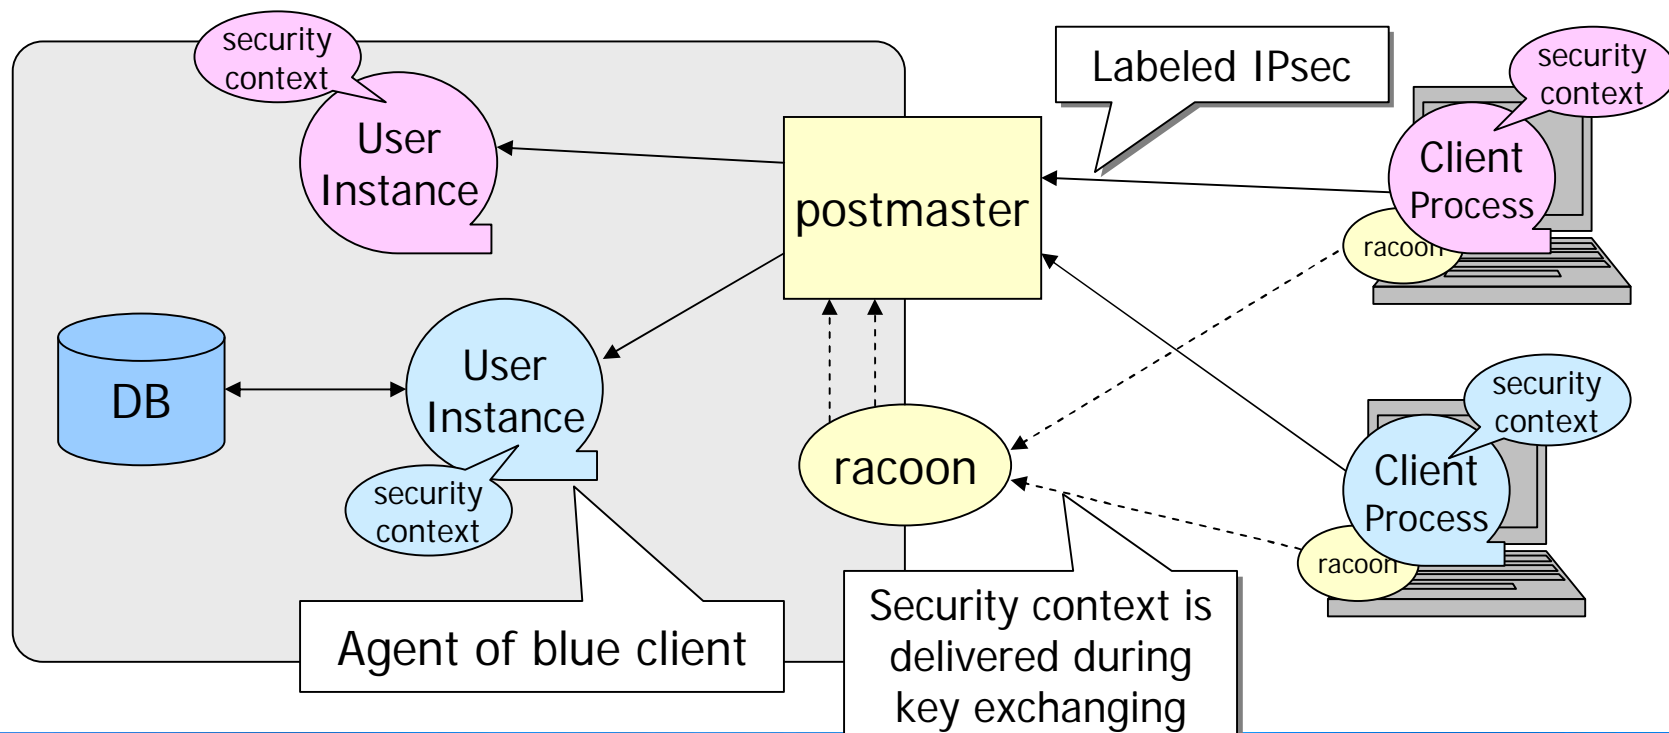 security
context
User
Instance
Labeled IPsec
security
context
Client
Process
racoon
postmaster
DB
User
Instance
security
context
racoon
security
context
Client
Process
racoon
Agent of blue client
Security context is
delivered during
key exchanging